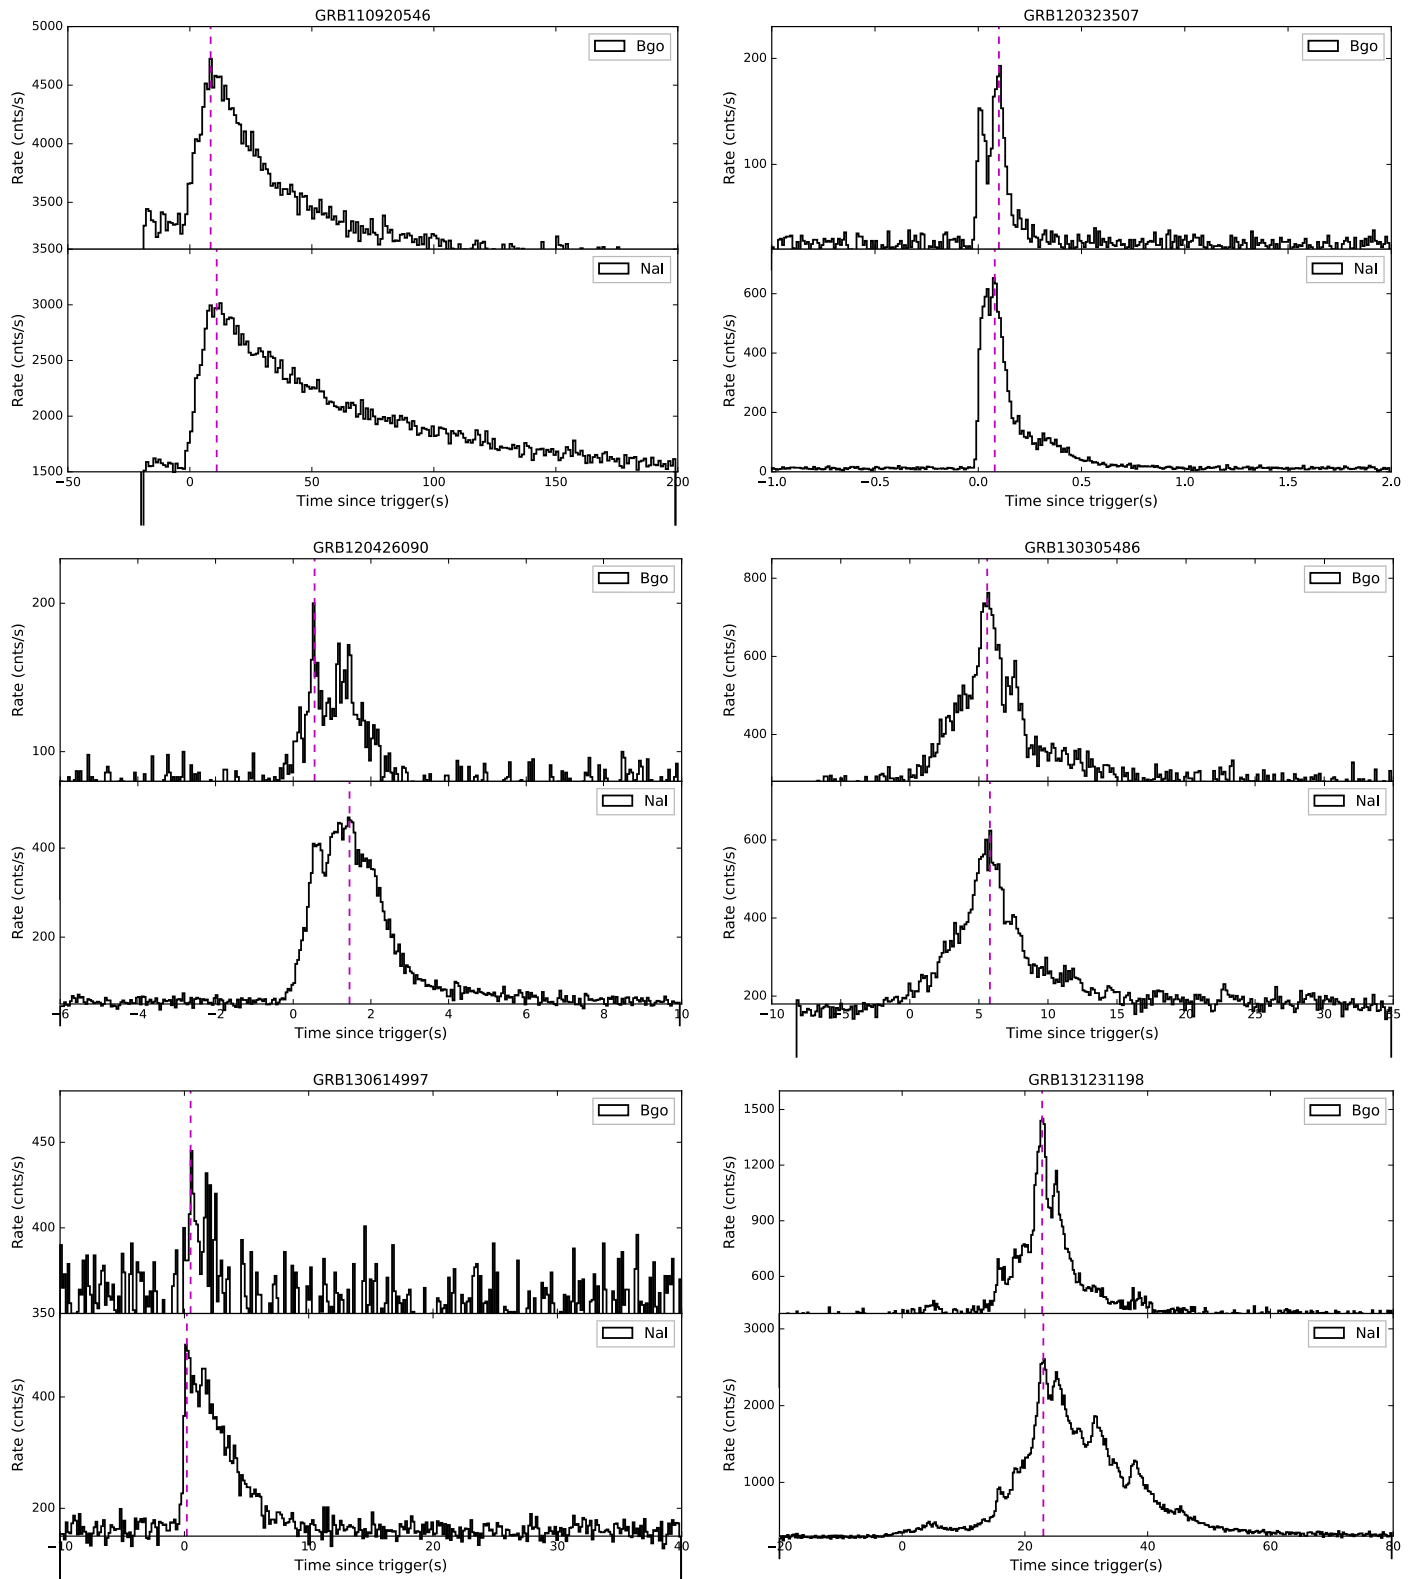 GRB110920546
5000
4500
4000
3500
Rate (cnts/s)
Bgo
3500
3000
2500
2000
1500
Rate (cnts/s)
NaI
−50 0 50 100 150 200
Time since trigger(s)
GRB120323507
200
100
Rate (cnts/s)
Bgo
600
400
200
0
Rate (cnts/s)
NaI
−1.0 −0.5 0.0 0.5 1.0 1.5 2.0
Time since trigger(s)
GRB120426090
200
100
Rate (cnts/s)
Bgo
400
200
Rate (cnts/s)
NaI
−6 −4 −2 0 2 4 6 8 10
Time since trigger(s)
GRB130305486
800
600
400
Rate (cnts/s)
Bgo
600
400
200
Rate (cnts/s)
NaI
−10 −5 0 5 10 15 20 25 30 35
Time since trigger(s)
GRB130614997
450
400
350
Rate (cnts/s)
Bgo
400
200
Rate (cnts/s)
NaI
−10 0 10 20 30 40
Time since trigger(s)
GRB131231198
1500
1200
900
600
Rate (cnts/s)
Bgo
3000
2000
1000
Rate (cnts/s)
NaI
−20 0 20 40 60 80
Time since trigger(s)